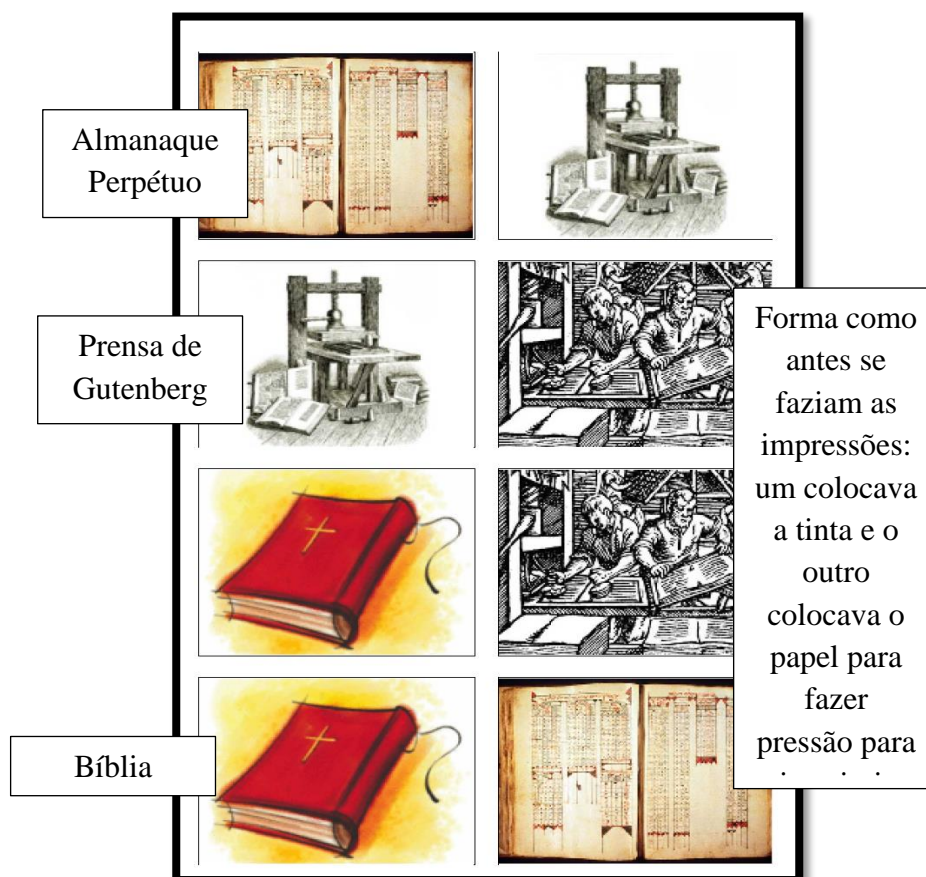 Almanaque
Perpétuo
Prensa de
Gutenberg
Forma como
antes se
faziam as
impressões:
um colocava
a tinta e o
outro
colocava o
papel para
fazer
pressão para
Bíblia